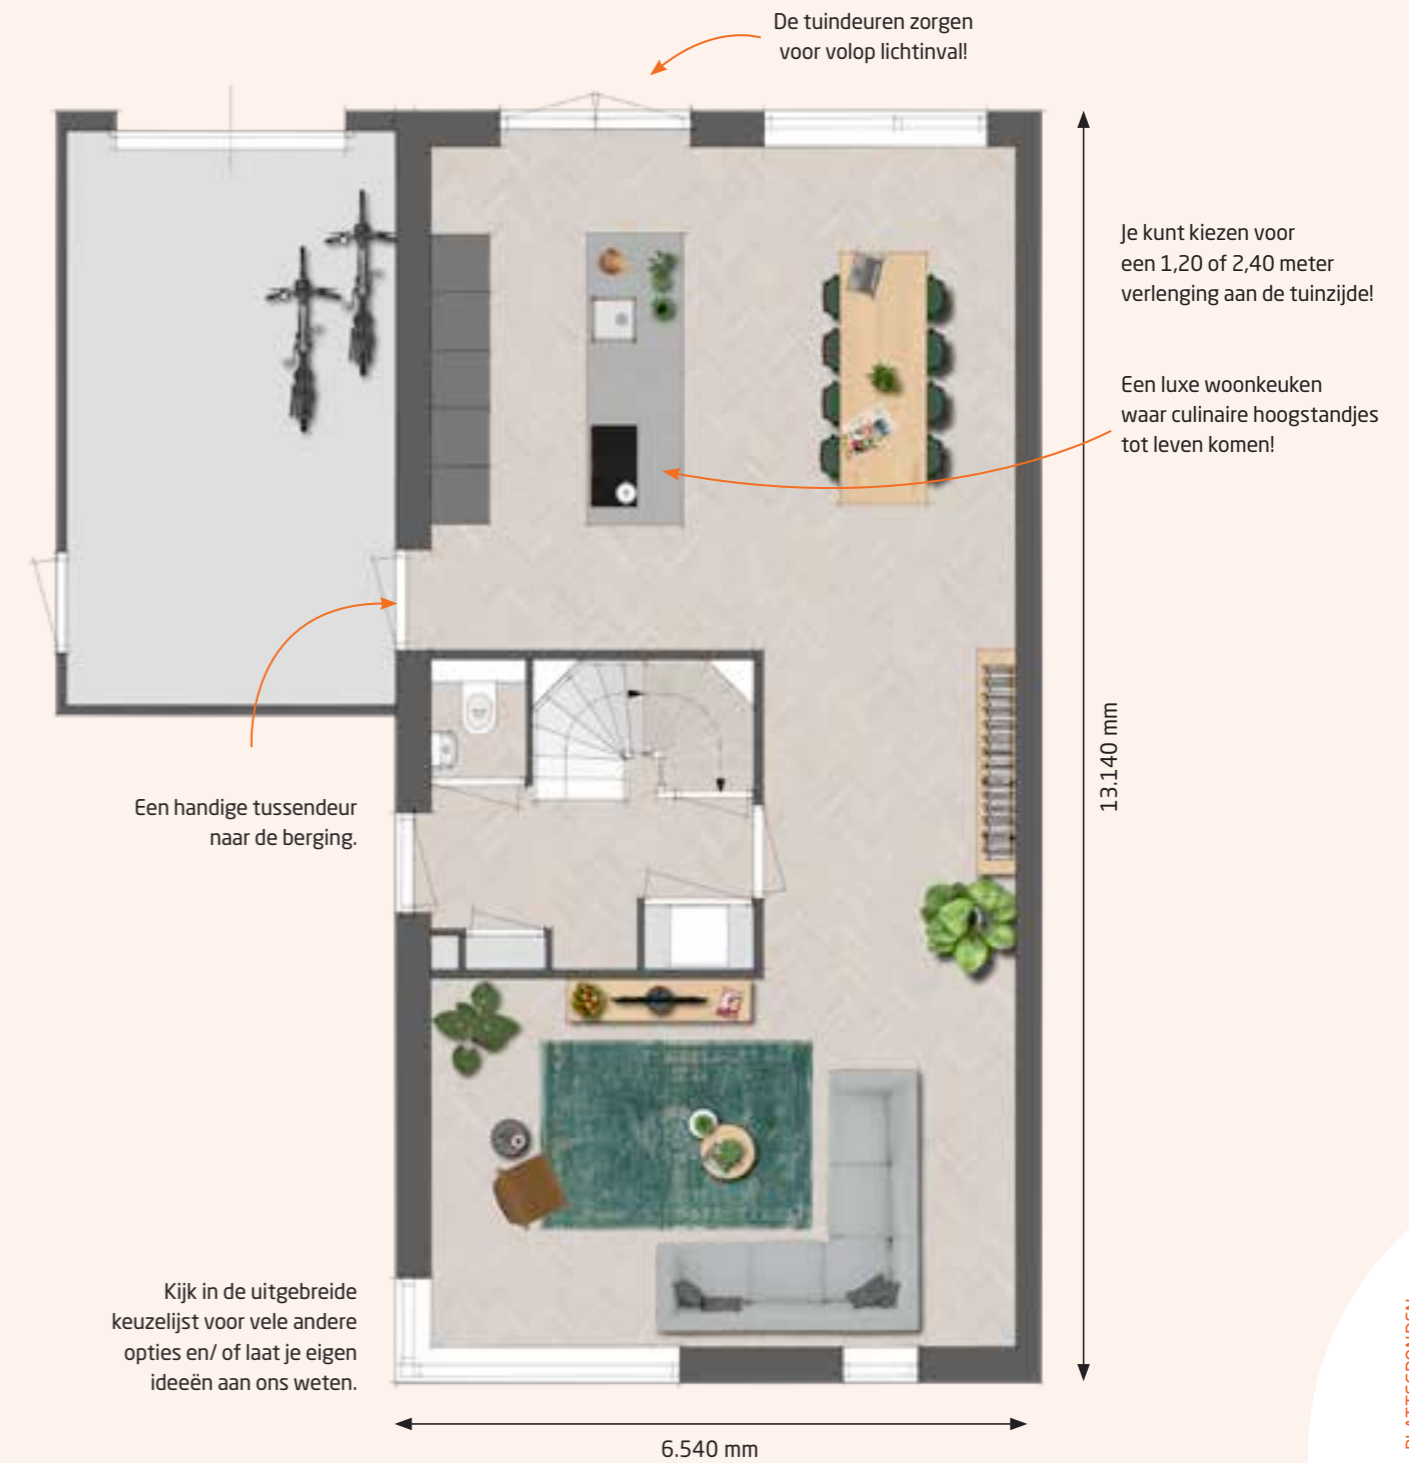 De tuindeuren zorgen
voor volop lichtinval!
Je kunt kiezen voor
een 1,20 of 2,40 meter
verlenging aan de tuinzijde!
Een luxe woonkeuken
waar culinaire hoogstandjes
tot leven komen!
13.140 mm
Een handige tussendeur
naar de berging.
Kijk in de uitgebreide
keuzelijst voor vele andere
opties en/ of laat je eigen
ideeën aan ons weten.
6.540 mm